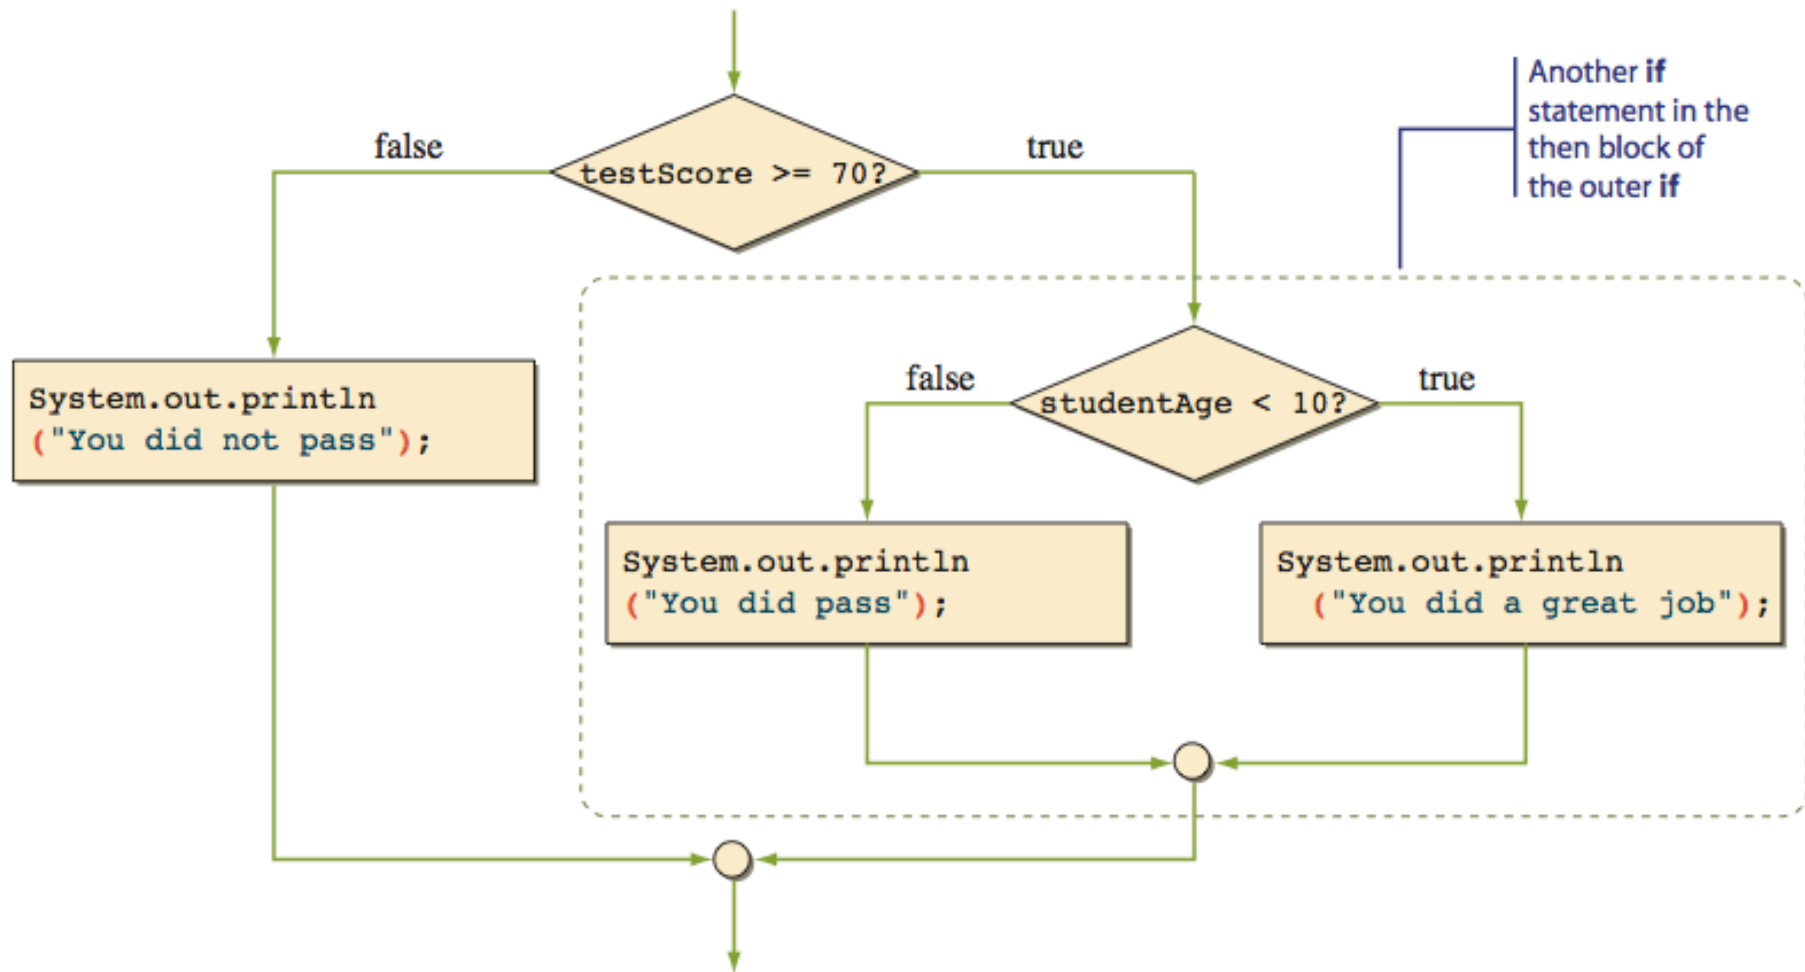 Another if
statement in the
then block of
the outer if
false
true
testScore >= 70?
false
true
studentAge < 10?
System.out.println
("You did not pass");
System.out.println
("You did pass");
System.out.println
("You did a great job");